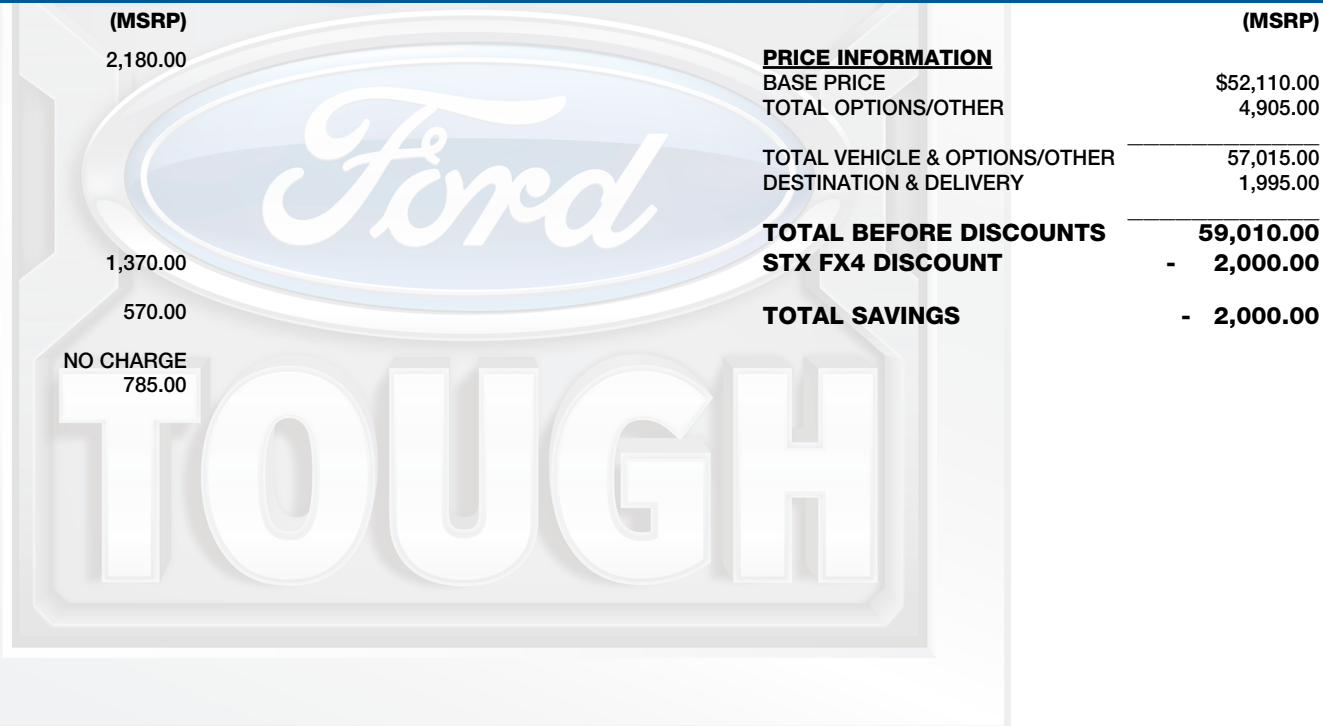 (MSRP)
2,180.00
1,370.00
570.00
NO CHARGE
785.00
Ford
TOUGH
(MSRP)
PRICE INFORMATION
BASE PRICE $52,110.00
TOTAL OPTIONS/OTHER 4,905.00
TOTAL VEHICLE & OPTIONS/OTHER 57,015.00
DESTINATION & DELIVERY 1,995.00
TOTAL BEFORE DISCOUNTS 59,010.00
STX FX4 DISCOUNT - 2,000.00
TOTAL SAVINGS - 2,000.00